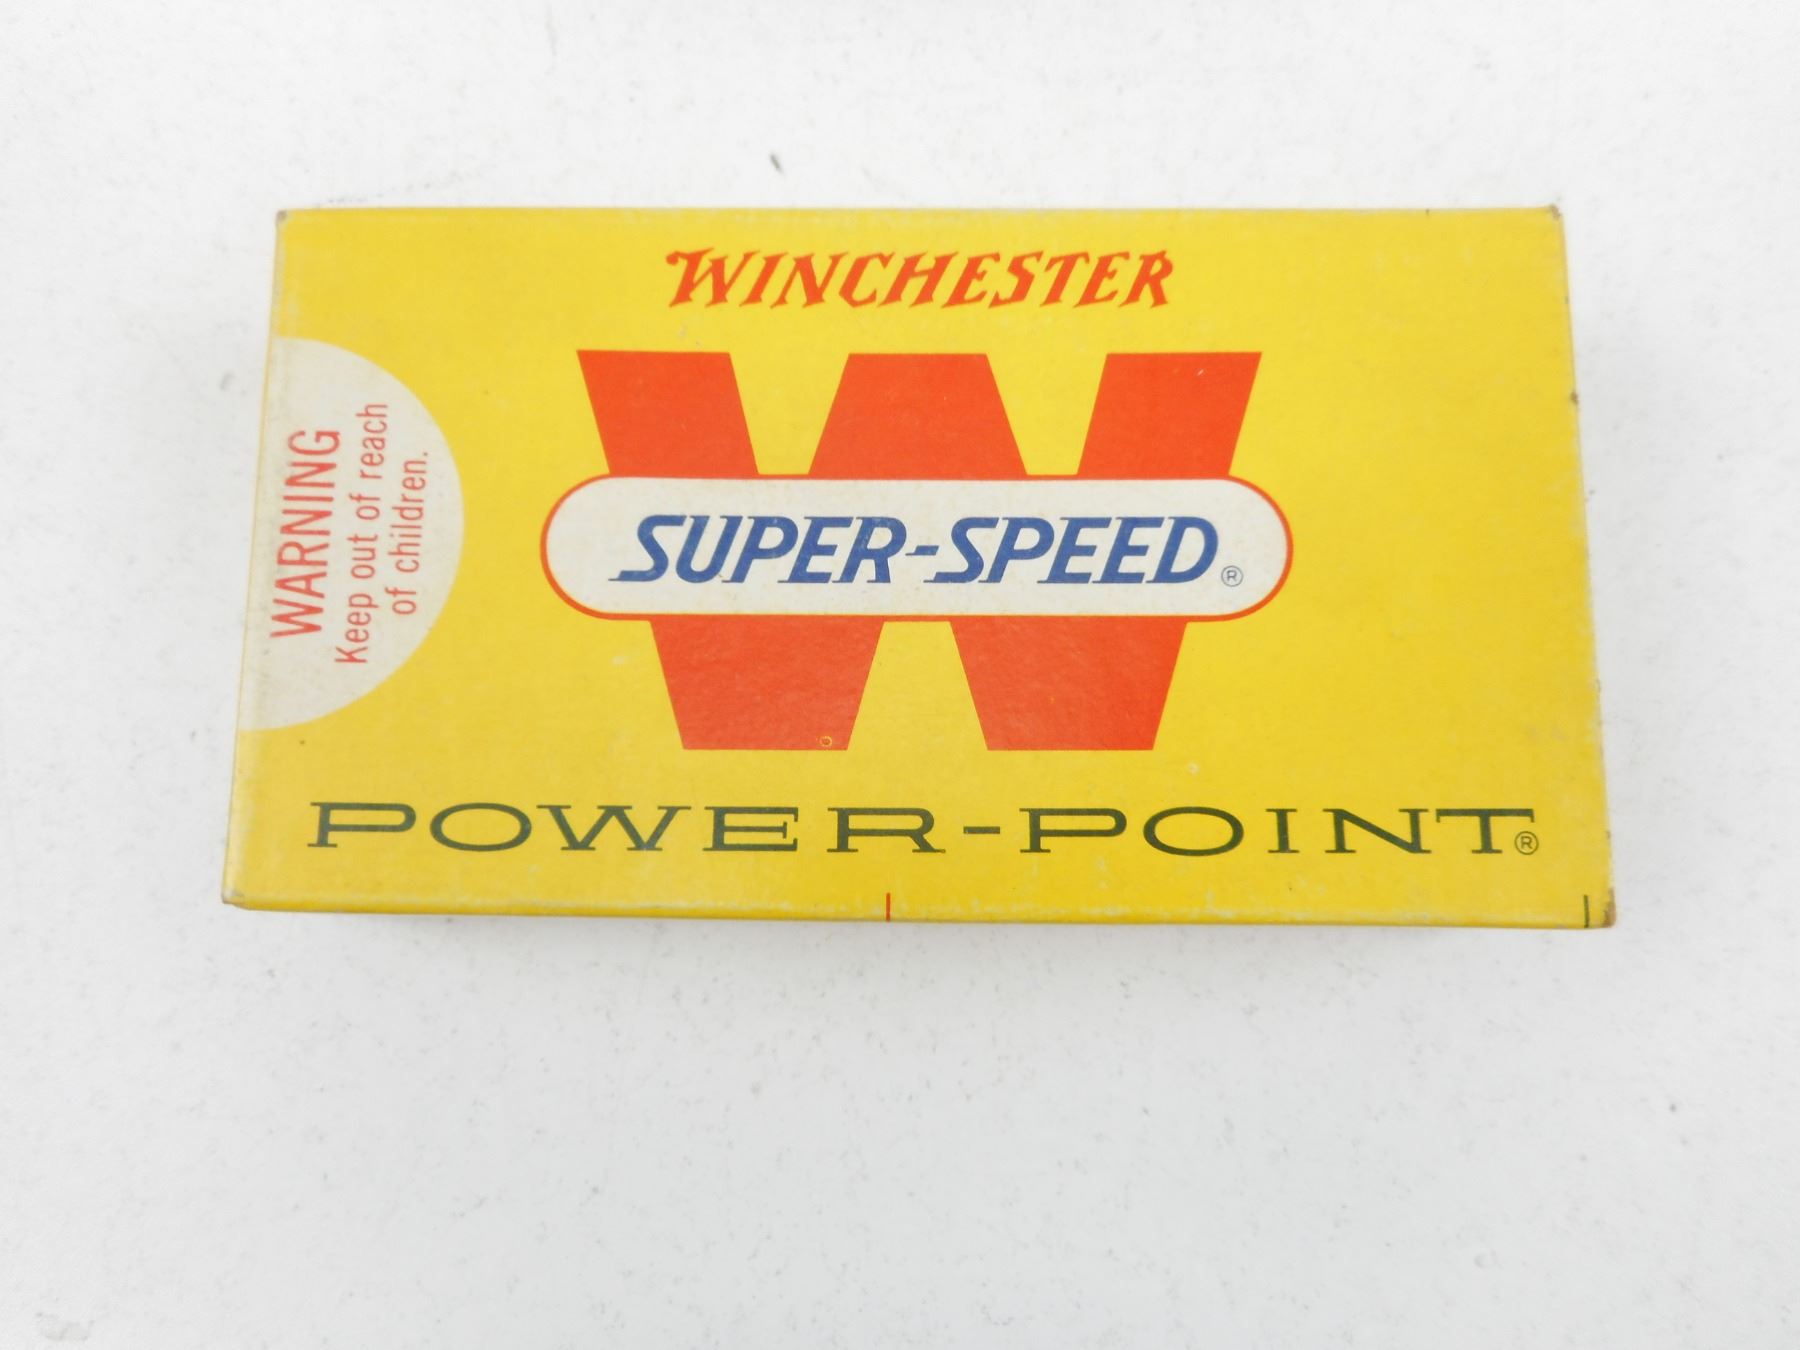 WINCHESTER
W
SUPER-SPEED®
POWER-POINT®
WARNING
Keep out of reach
of children.